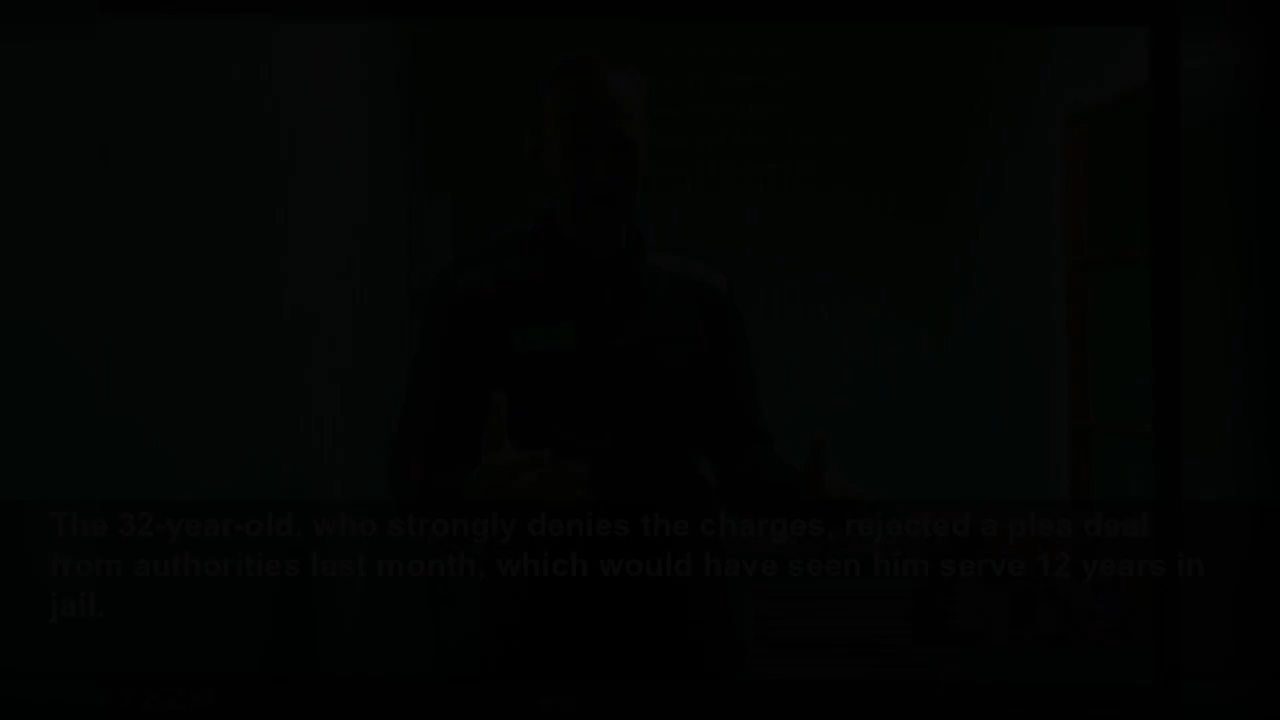 The 32-year-old, who strongly denies the charges, rejected a plea deal
from authorities last month, which would have seen him serve 12 years in
jail.